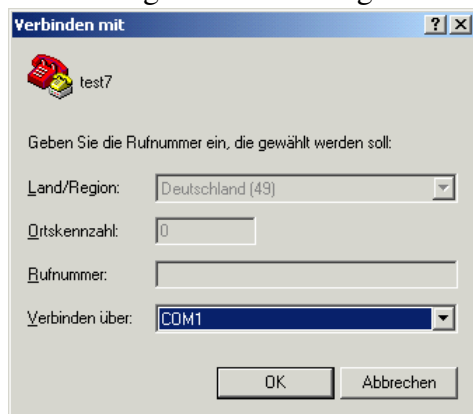 Verbinden mit
test7
Geben Sie die Rufnummer ein, die gewählt werden soll:
Land/Region: Deutschland (49)
Ortskennzahl: 0
Rufnummer:
Verbinden über: COM1
OK Abbrechen